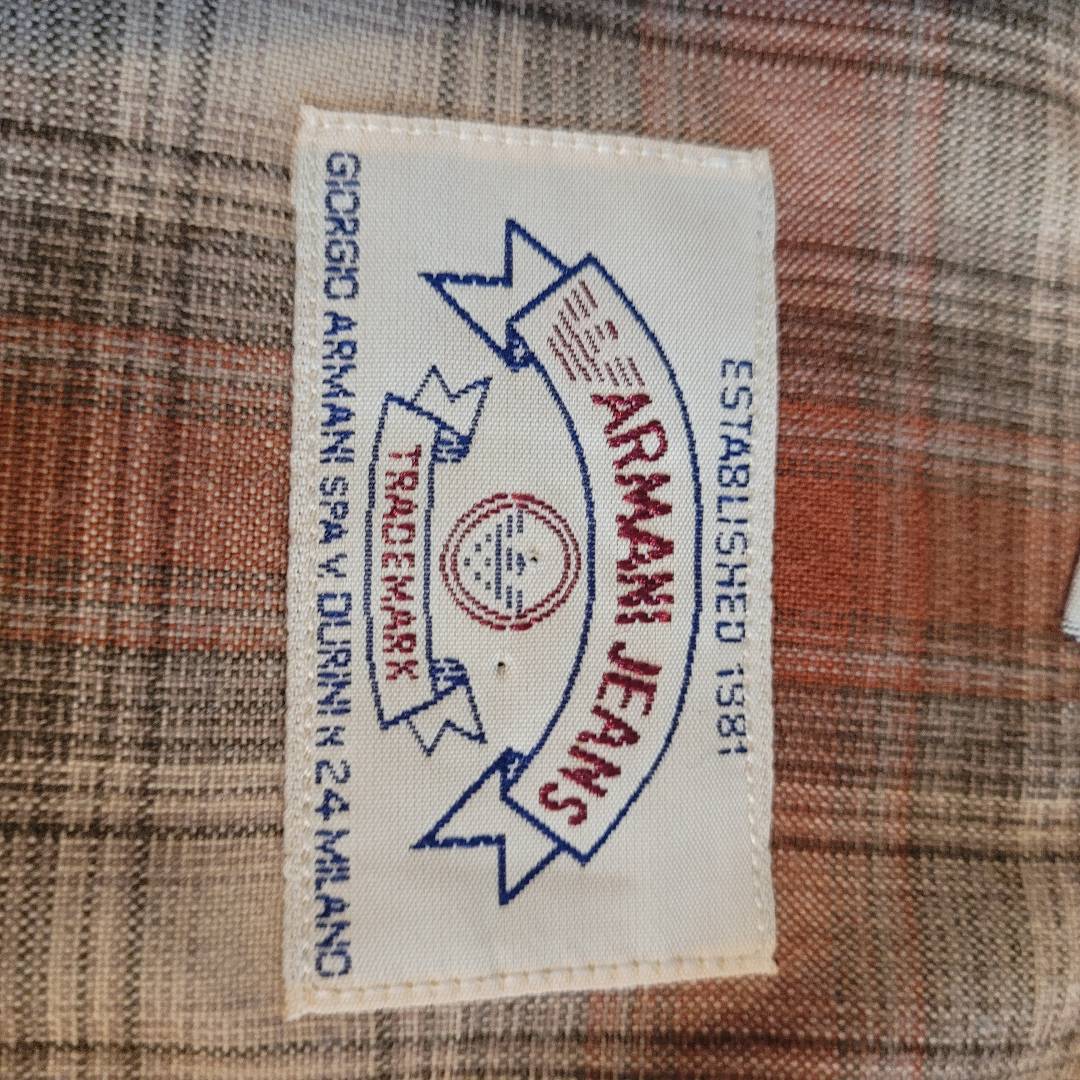 ESTABLISHED 1981
ARMANI JEANS
TRADEMARK
GIORGIO ARMANI SPA V. DURINI N 24 MILANO